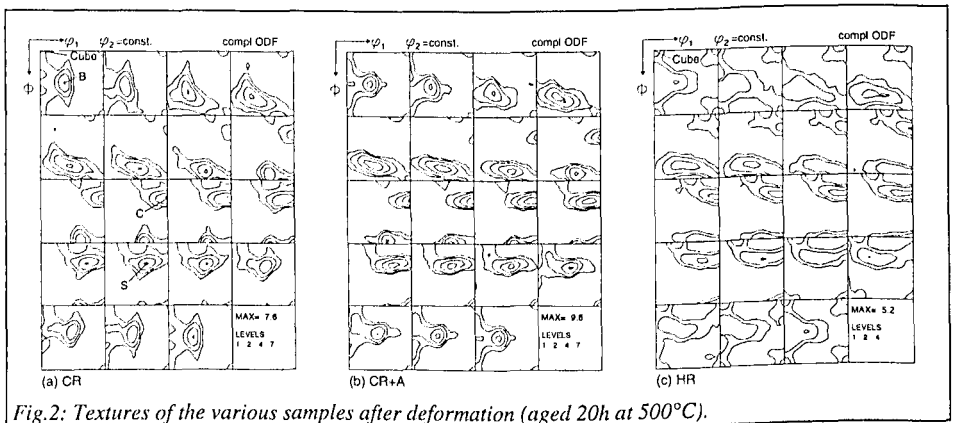 φ1 φ2=const. compl ODF
Φ
Cube
B
C
S
MAX= 7.6
LEVELS
1 2 4 7
(a) CR
φ1 φ2=const. compl ODF
Φ
MAX= 9.6
LEVELS
1 2 4 7
(b) CR+A
φ1 φ2=const. compl ODF
Φ
Cube
MAX= 5.2
LEVELS
1 2 4
(c) HR
Fig.2: Textures of the various samples after deformation (aged 20h at 500°C).